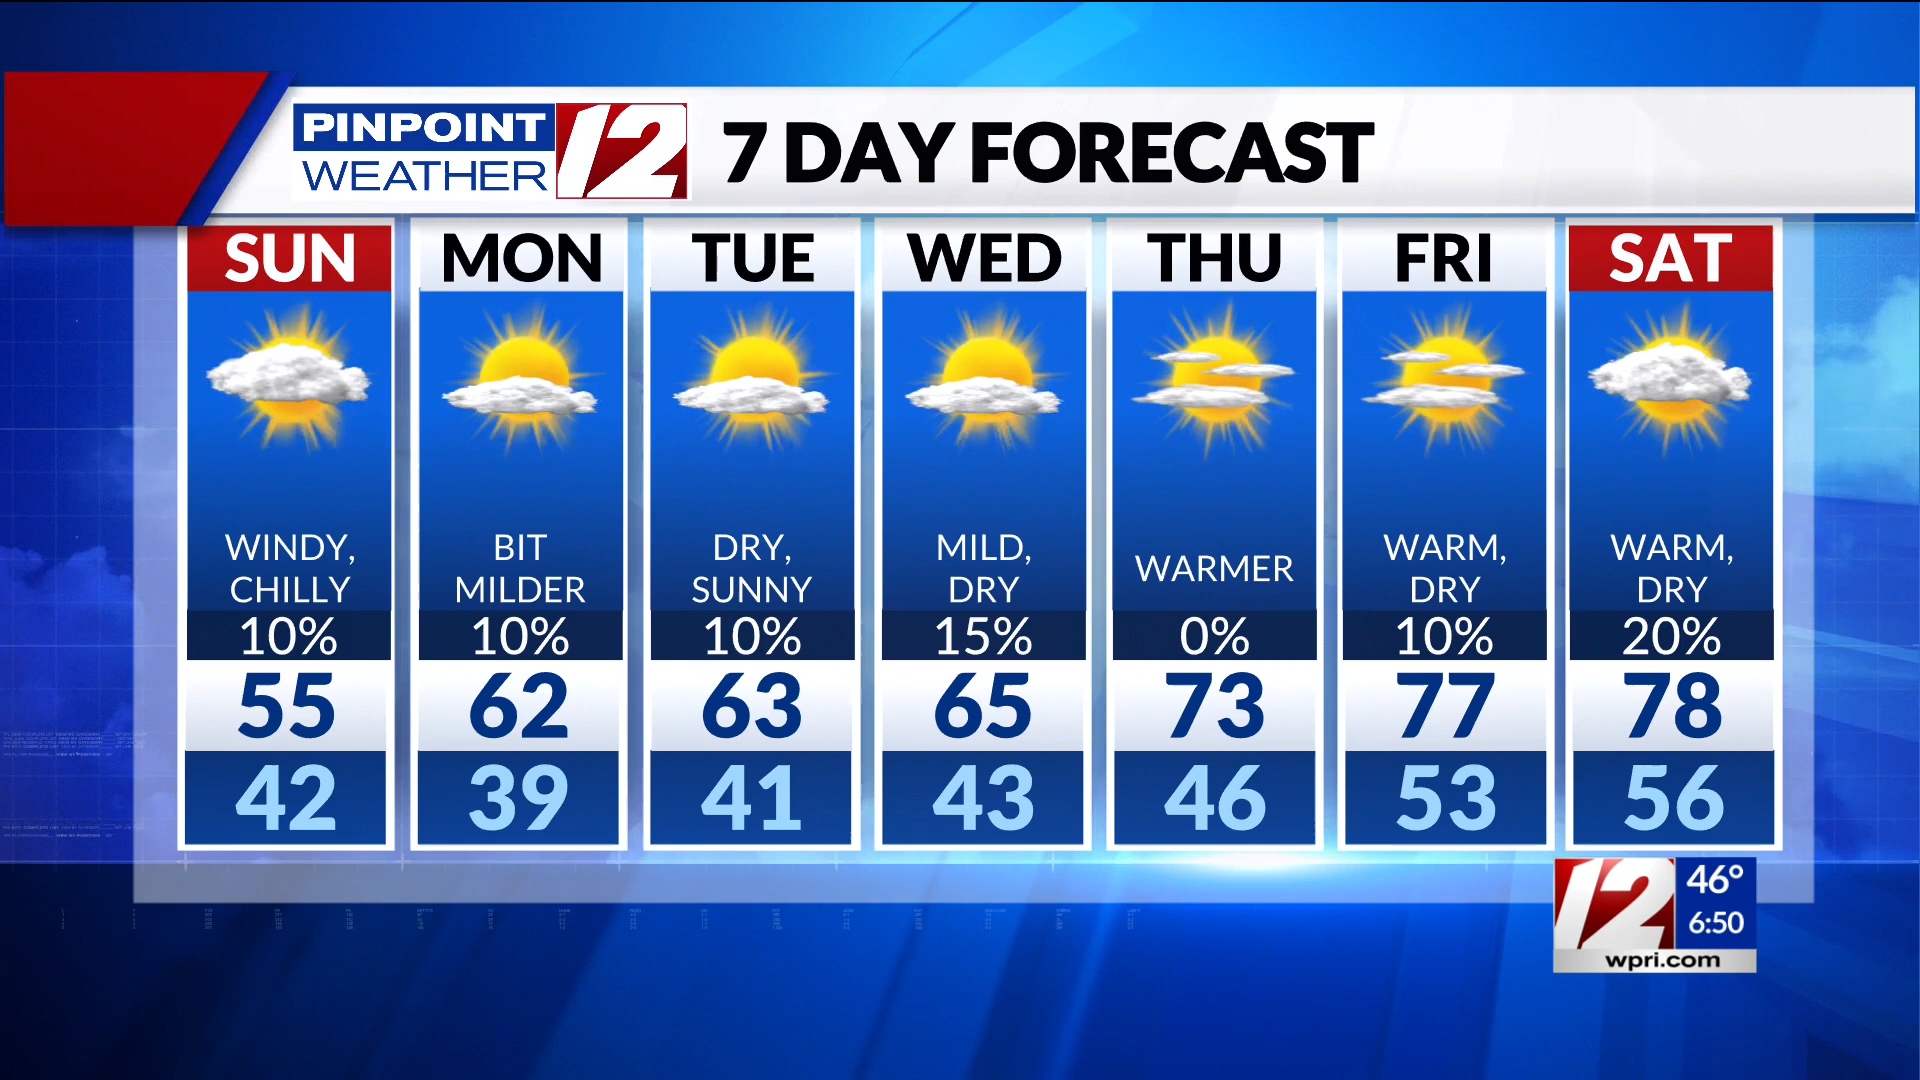 PINPOINT
WEATHER
12
7 DAY FORECAST
SUN
WINDY,
CHILLY
10%
55
42
MON
BIT
MILDER
10%
62
39
TUE
DRY,
SUNNY
10%
63
41
WED
MILD,
DRY
15%
65
43
THU
WARMER
0%
73
46
FRI
WARM,
DRY
10%
77
53
SAT
WARM,
DRY
20%
78
56
12
46°
6:50
wpri.com